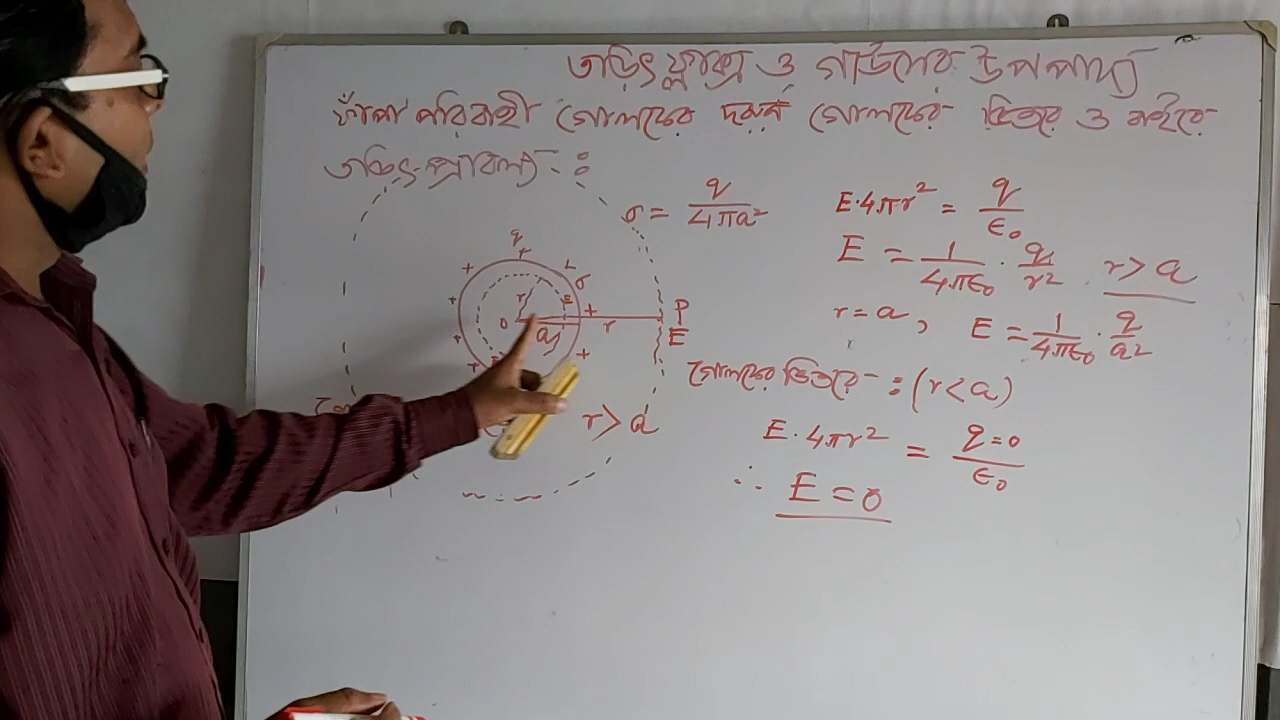 তড়িৎ ফ্লাক্স ও গাউসের উপপাদ্য
ফাঁপা পরিবাহী গোলকের দরুন গোলকের ভিতরে ও বাইরে
তড়িৎ প্রাবল্য - :
σ = q / 4πa²
E·4πr² = q / ε₀
E = 1 / 4πε₀ · q / r² r > a
r = a , E = 1 / 4πε₀ · q / a²
গোলকের ভিতরে - : (r < a)
E·4πr² = q = 0 / ε₀
∴ E = 0
q
+ + + + + + +
σ
r
O
a
r
P
E
r > a